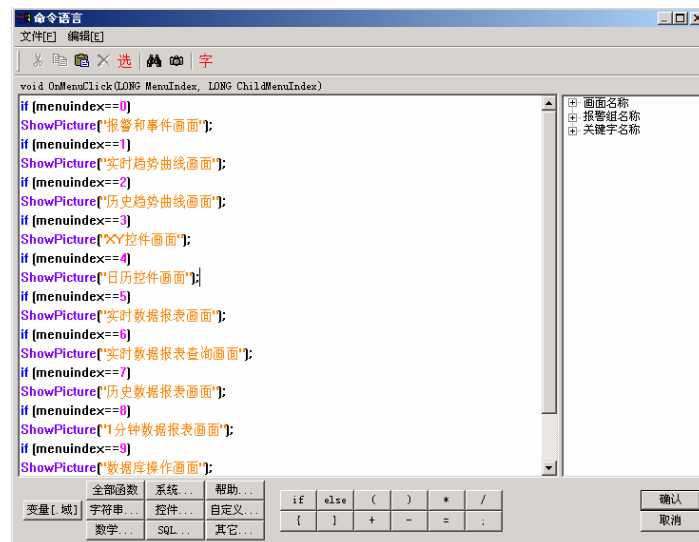 命令语言
文件[F] 编辑[E]
选 字
void OnMenuClick(LONG MenuIndex, LONG ChildMenuIndex)
if (menuindex==0)
ShowPicture("报警和事件画面");
if (menuindex==1)
ShowPicture("实时趋势曲线画面");
if (menuindex==2)
ShowPicture("历史趋势曲线画面");
if (menuindex==3)
ShowPicture("XY控件画面");
if (menuindex==4)
ShowPicture("日历控件画面");
if (menuindex==5)
ShowPicture("实时数据报表画面");
if (menuindex==6)
ShowPicture("实时数据报表查询画面");
if (menuindex==7)
ShowPicture("历史数据报表画面");
if (menuindex==8)
ShowPicture("1分钟数据报表画面");
if (menuindex==9)
ShowPicture("数据库操作画面");
画面名称
报警组名称
关键字名称
变量[.域]
全部函数 系统... 帮助...
字符串... 控件... 自定义...
数学... SQL... 其它...
if else ( ) * /
{ } + - = ;
确认
取消